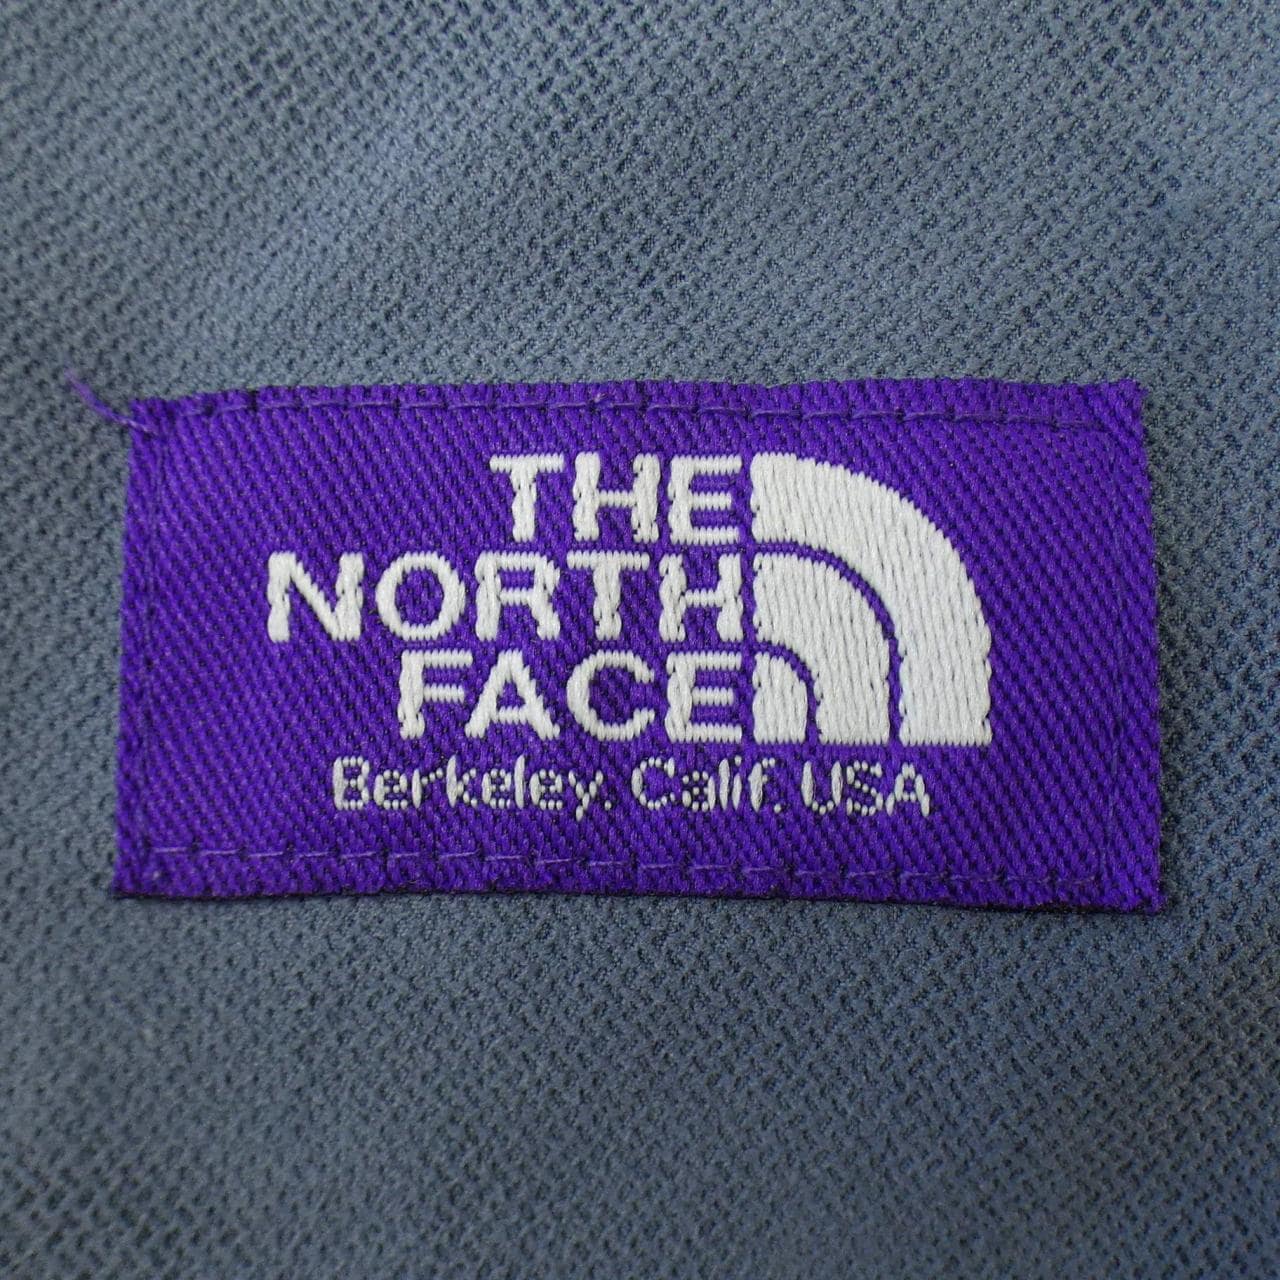 THE
NORTH
FACE
Berkeley. Calif. USA